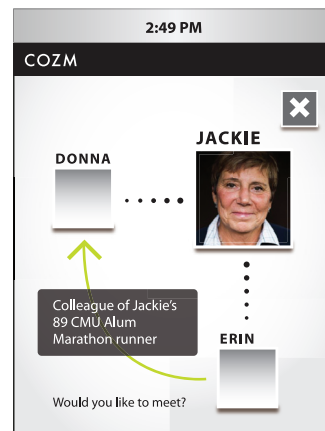 2:49 PM
COZM
JACKIE
DONNA
Colleague of Jackie's
89 CMU Alum
Marathon runner
ERIN
Would you like to meet?